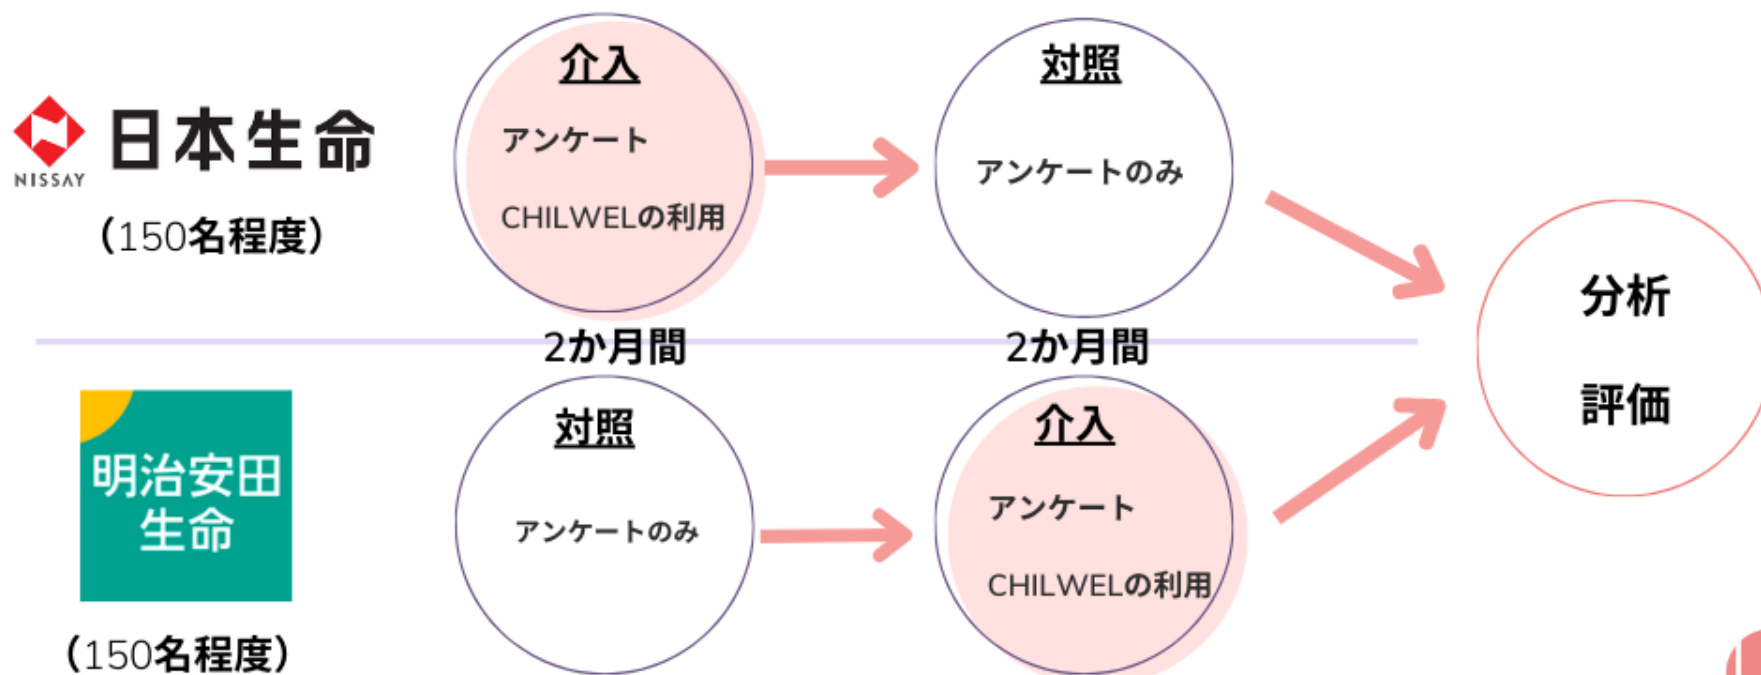 NISSAY
日本生命
（150名程度）
介入
アンケート
CHILWELの利用
対照
アンケートのみ
2か月間
2か月間
明治安田
生命
（150名程度）
対照
アンケートのみ
介入
アンケート
CHILWELの利用
分析
評価